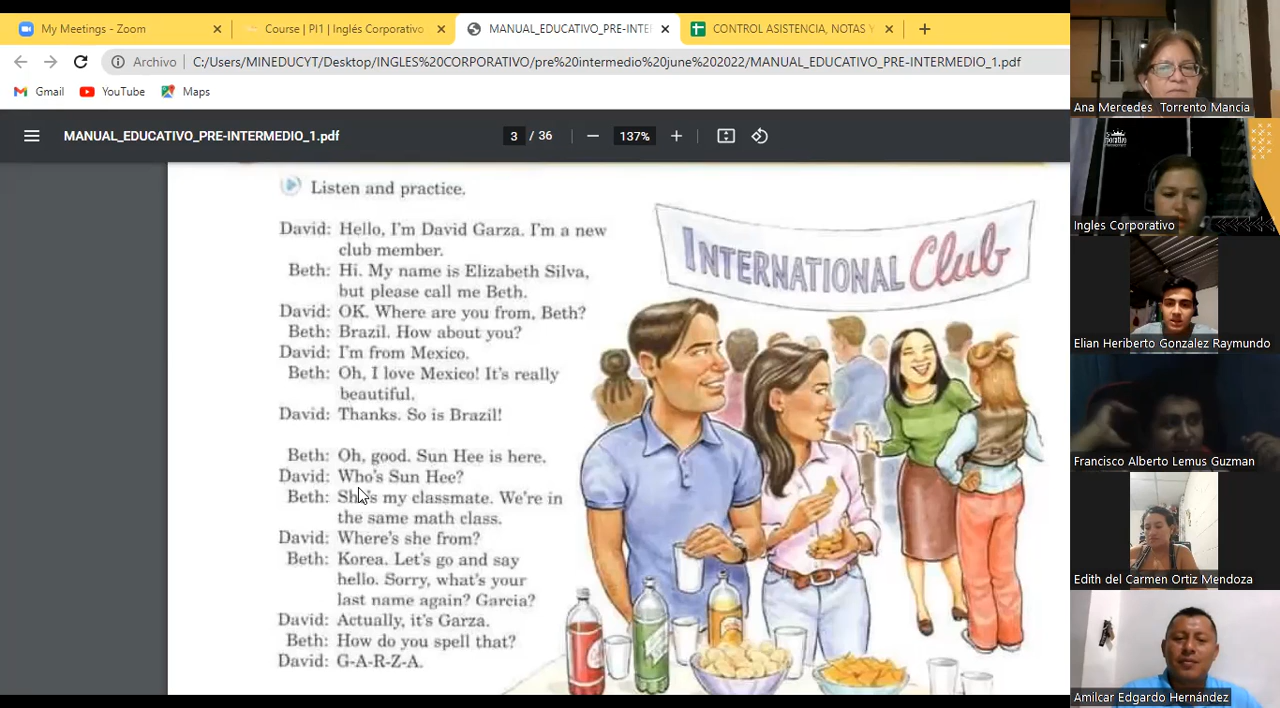 My Meetings - Zoom
Course | PI1 | Inglés Corporativo
MANUAL_EDUCATIVO_PRE-INTER
CONTROL ASISTENCIA, NOTAS Y
Archivo
C:/Users/MINEDUCYT/Desktop/INGLES%20CORPORATIVO/pre%20intermedio%20june%202022/MANUAL_EDUCATIVO_PRE-INTERMEDIO_1.pdf
Gmail
YouTube
Maps
MANUAL_EDUCATIVO_PRE-INTERMEDIO_1.pdf
3 / 36
137%
Listen and practice.
David: Hello, I'm David Garza. I'm a new
club member.
Beth: Hi. My name is Elizabeth Silva,
but please call me Beth.
David: OK. Where are you from, Beth?
Beth: Brazil. How about you?
David: I'm from Mexico.
Beth: Oh, I love Mexico! It's really
beautiful.
David: Thanks. So is Brazil!
Beth: Oh, good. Sun Hee is here.
David: Who's Sun Hee?
Beth: She's my classmate. We're in
the same math class.
David: Where's she from?
Beth: Korea. Let's go and say
hello. Sorry, what's your
last name again? Garcia?
David: Actually, it's Garza.
Beth: How do you spell that?
David: G-A-R-Z-A.
INTERNATIONAL Club
Ana Mercedes Torrento Mancia
Ingles Corporativo
Elian Heriberto Gonzalez Raymundo
Francisco Alberto Lemus Guzman
Edith del Carmen Ortiz Mendoza
Amilcar Edgardo Hernández